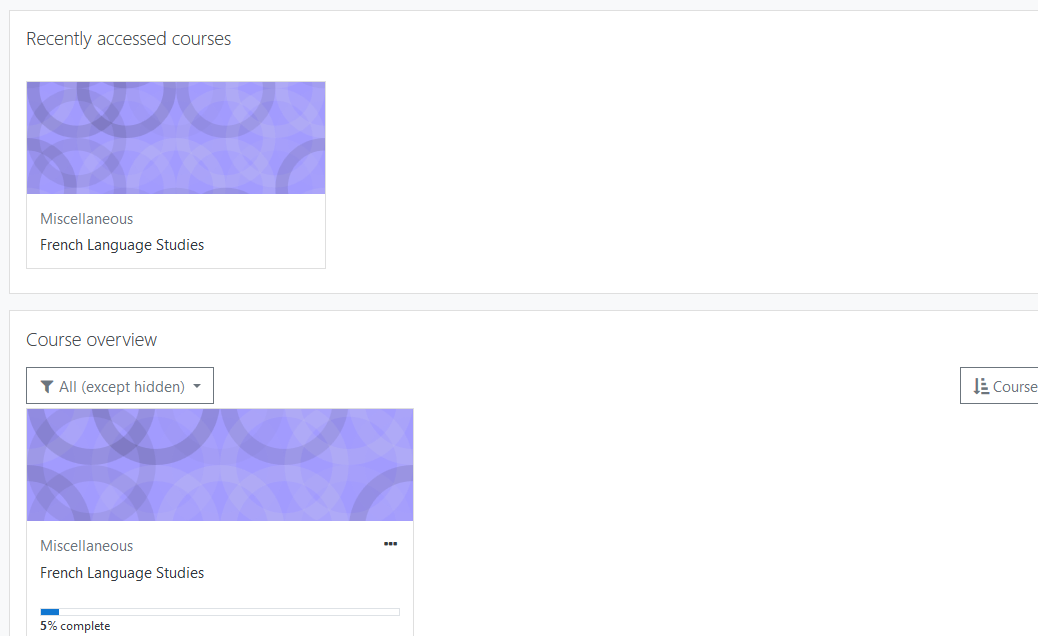 Recently accessed courses
Miscellaneous
French Language Studies
Course overview
All (except hidden)
Course
Miscellaneous
French Language Studies
5% complete